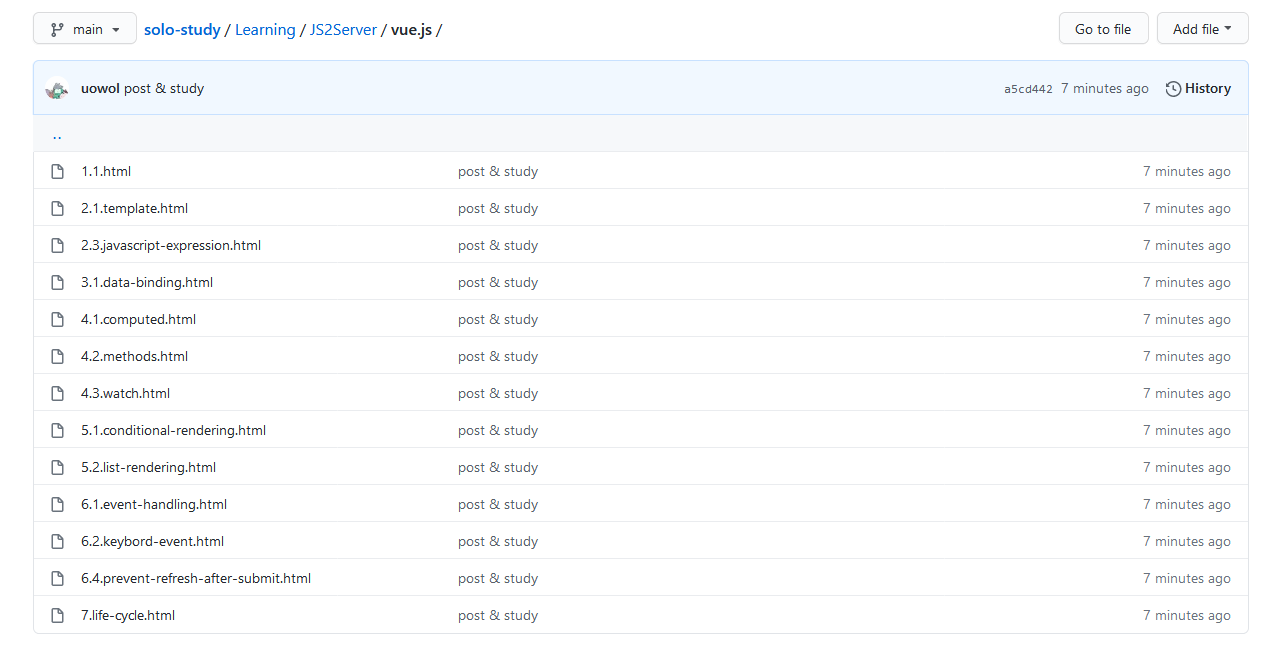 main solo-study / Learning / JS2Server / vue.js / Go to file Add file
uowol post & study a5cd442 7 minutes ago History
..
1.1.html post & study 7 minutes ago
2.1.template.html post & study 7 minutes ago
2.3.javascript-expression.html post & study 7 minutes ago
3.1.data-binding.html post & study 7 minutes ago
4.1.computed.html post & study 7 minutes ago
4.2.methods.html post & study 7 minutes ago
4.3.watch.html post & study 7 minutes ago
5.1.conditional-rendering.html post & study 7 minutes ago
5.2.list-rendering.html post & study 7 minutes ago
6.1.event-handling.html post & study 7 minutes ago
6.2.keybord-event.html post & study 7 minutes ago
6.4.prevent-refresh-after-submit.html post & study 7 minutes ago
7.life-cycle.html post & study 7 minutes ago